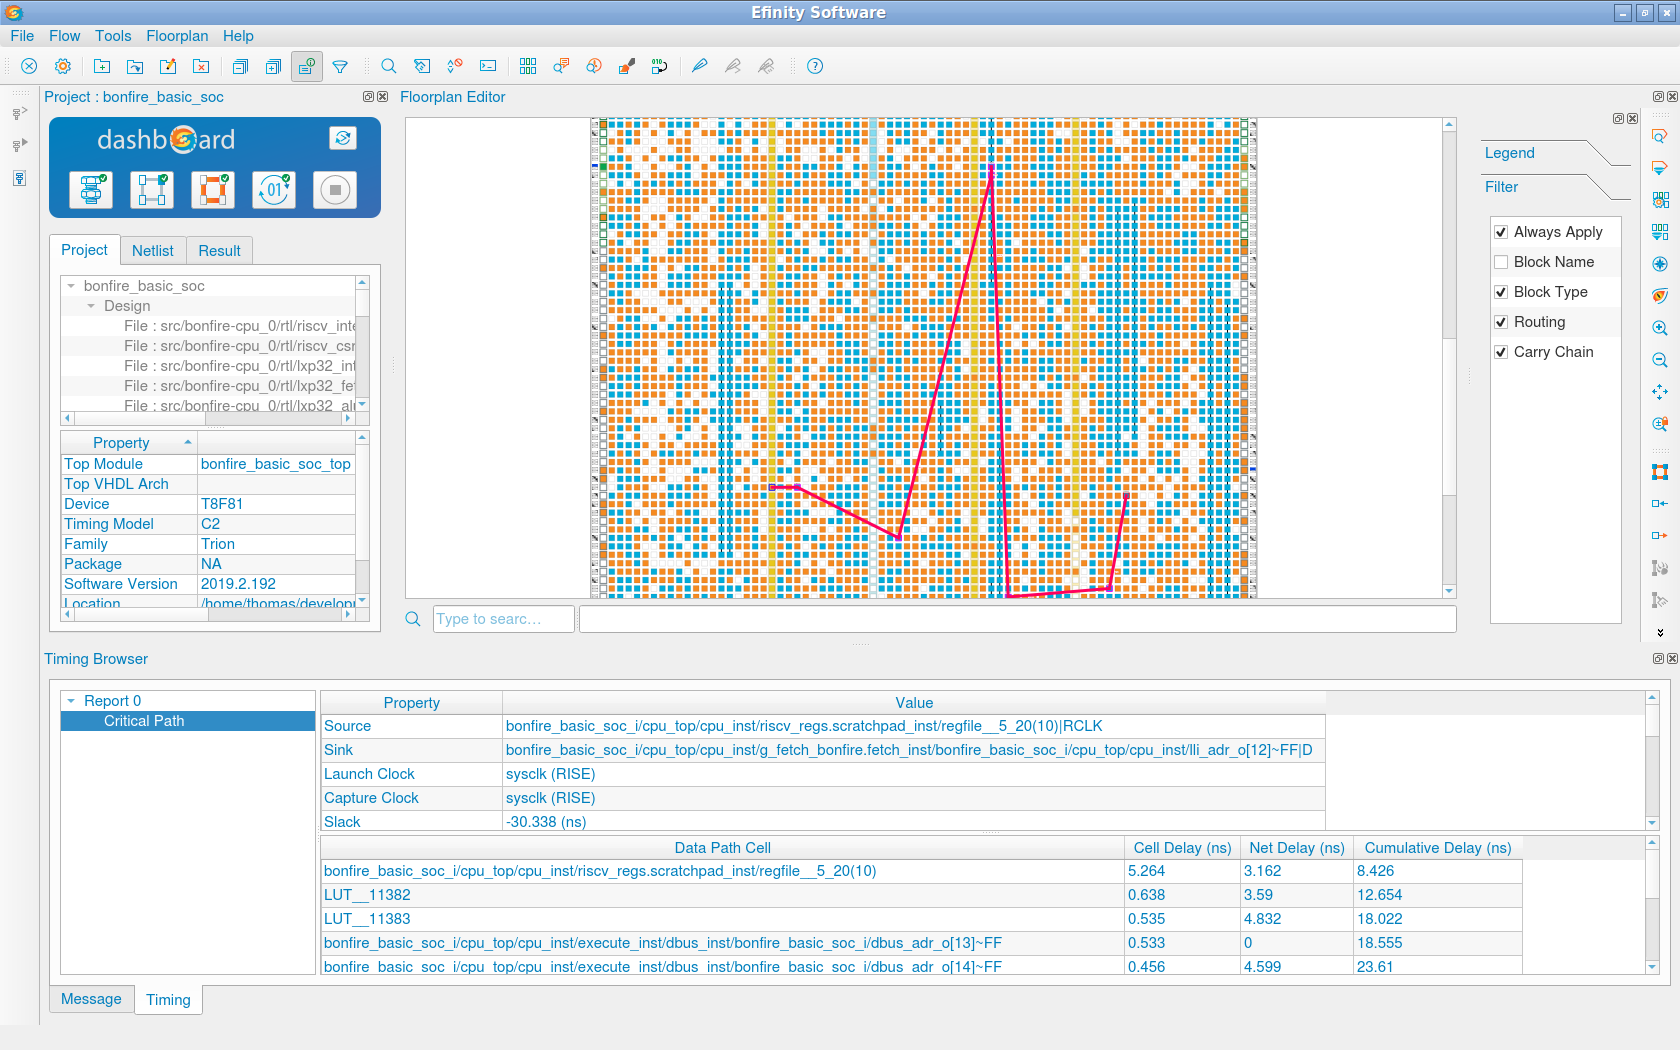 Efinity Software
File Flow Tools Floorplan Help
Project : bonfire_basic_soc
Floorplan Editor
dashboard
01
Project Netlist Result
bonfire_basic_soc
Design
File : src/bonfire-cpu_0/rtl/riscv_inte
File : src/bonfire-cpu_0/rtl/riscv_csr
File : src/bonfire-cpu_0/rtl/lxp32_int
File : src/bonfire-cpu_0/rtl/lxp32_fet
File : src/bonfire-cpu_0/rtl/lxp32_alu
Property
Top Module bonfire_basic_soc_top
Top VHDL Arch
Device T8F81
Timing Model C2
Family Trion
Package NA
Software Version 2019.2.192
Location /home/thomas/develop
Type to searc…
Legend
Filter
Always Apply
Block Name
Block Type
Routing
Carry Chain
Timing Browser
Report 0
Critical Path
Property Value
Source bonfire_basic_soc_i/cpu_top/cpu_inst/riscv_regs.scratchpad_inst/regfile__5_20(10)|RCLK
Sink bonfire_basic_soc_i/cpu_top/cpu_inst/g_fetch_bonfire.fetch_inst/bonfire_basic_soc_i/cpu_top/cpu_inst/lli_adr_o[12]~FF|D
Launch Clock sysclk (RISE)
Capture Clock sysclk (RISE)
Slack -30.338 (ns)
Data Path Cell Cell Delay (ns) Net Delay (ns) Cumulative Delay (ns)
bonfire_basic_soc_i/cpu_top/cpu_inst/riscv_regs.scratchpad_inst/regfile__5_20(10) 5.264 3.162 8.426
LUT__11382 0.638 3.59 12.654
LUT__11383 0.535 4.832 18.022
bonfire_basic_soc_i/cpu_top/cpu_inst/execute_inst/dbus_inst/bonfire_basic_soc_i/dbus_adr_o[13]~FF 0.533 0 18.555
bonfire_basic_soc_i/cpu_top/cpu_inst/execute_inst/dbus_inst/bonfire_basic_soc_i/dbus_adr_o[14]~FF 0.456 4.599 23.61
Message Timing